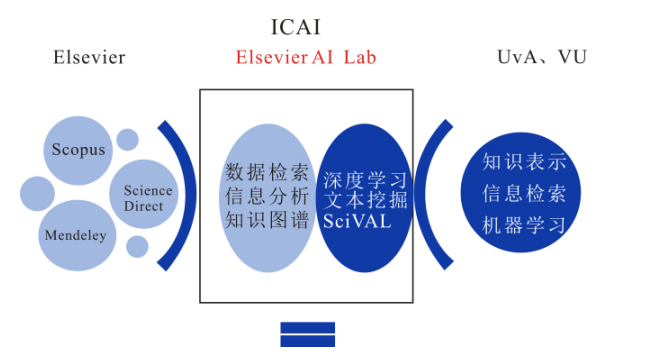 ICAI
Elsevier
Elsevier AI Lab
UvA、VU
Scopus
Science
Direct
Mendeley
数据检索
信息分析
知识图谱
深度学习
文本挖掘
SciVAL
知识表示
信息检索
机器学习